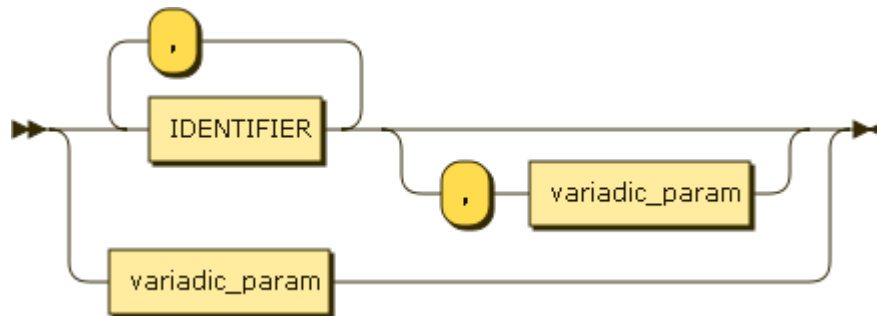 ,
IDENTIFIER
, variadic_param
variadic_param